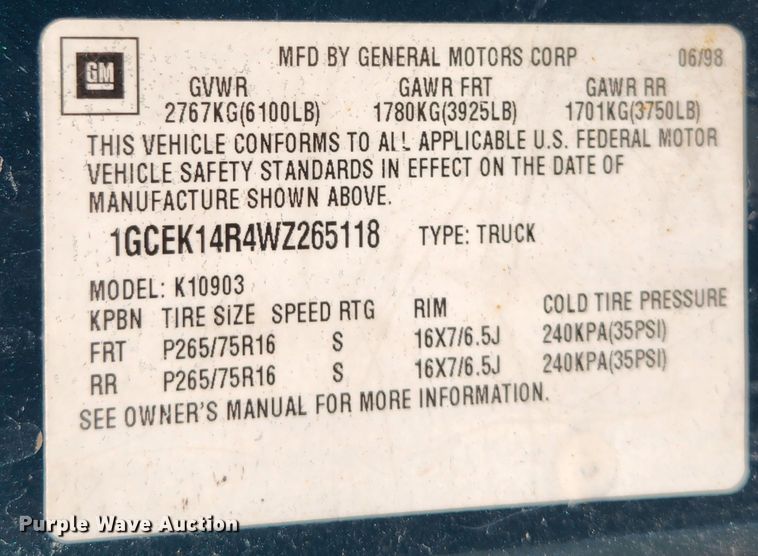 GM
MFD BY GENERAL MOTORS CORP 06/98
GVWR GAWR FRT GAWR RR
2767KG(6100LB) 1780KG(3925LB) 1701KG(3750LB)
THIS VEHICLE CONFORMS TO ALL APPLICABLE U.S. FEDERAL MOTOR
VEHICLE SAFETY STANDARDS IN EFFECT ON THE DATE OF
MANUFACTURE SHOWN ABOVE.
1GCEK14R4WZ265118 TYPE: TRUCK
MODEL: K10903
KPBN TIRE SIZE SPEED RTG RIM COLD TIRE PRESSURE
FRT P265/75R16 S 16X7/6.5J 240KPA(35PSI)
RR P265/75R16 S 16X7/6.5J 240KPA(35PSI)
SEE OWNER'S MANUAL FOR MORE INFORMATION.
Purple Wave Auction